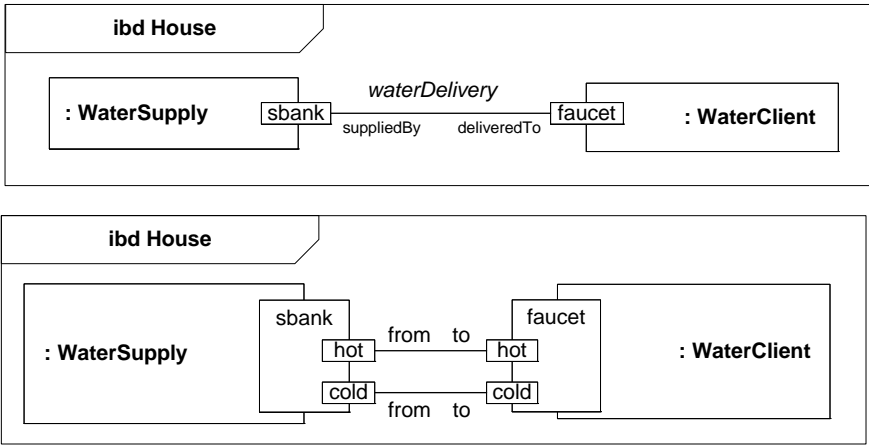 ibd House
waterDelivery
: WaterSupply sbank faucet : WaterClient
suppliedBy deliveredTo
ibd House
sbank faucet
from to
: WaterSupply hot hot : WaterClient
cold cold
from to